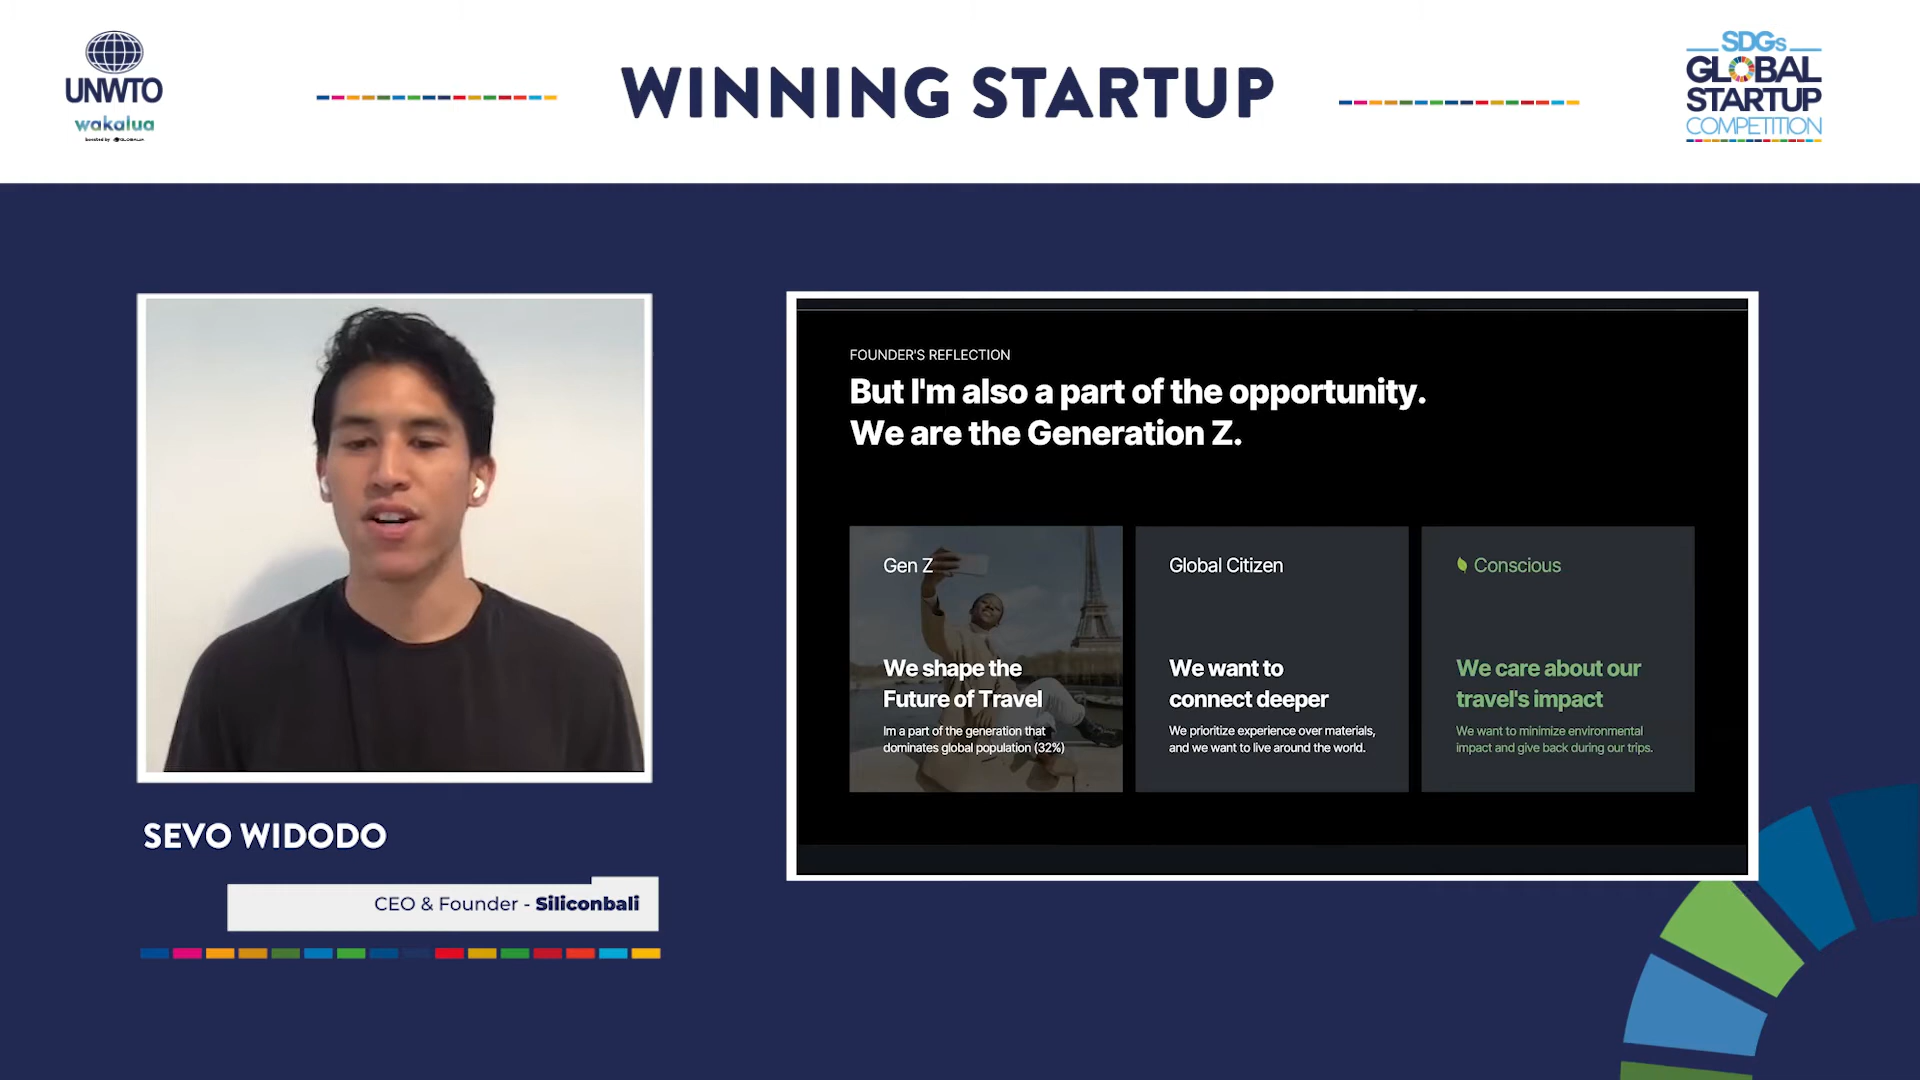 UNWTO
wakalua
boosted by GLOBALIA
WINNING STARTUP
SDGs
GLOBAL
STARTUP
COMPETITION
FOUNDER'S REFLECTION
But I'm also a part of the opportunity.
We are the Generation Z.
Gen Z
We shape the
Future of Travel
Im a part of the generation that
dominates global population (32%)
Global Citizen
We want to
connect deeper
We prioritize experience over materials,
and we want to live around the world.
Conscious
We care about our
travel's impact
We want to minimize environmental
impact and give back during our trips.
SEVO WIDODO
CEO & Founder - Siliconbali